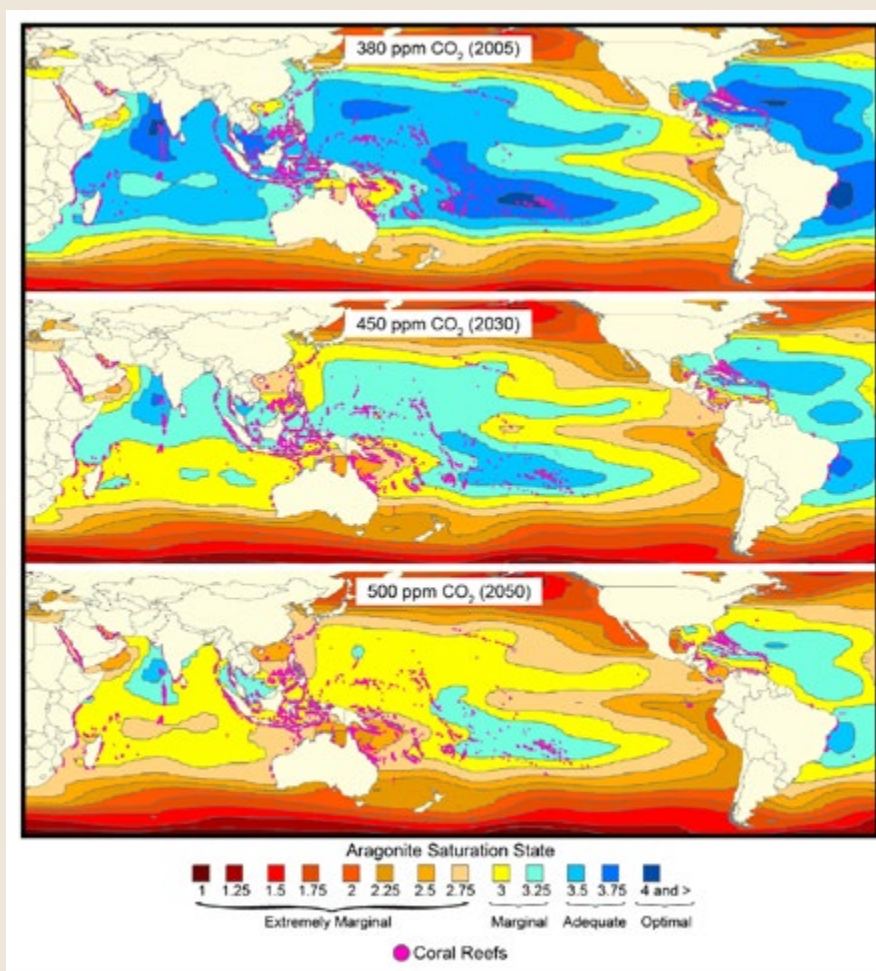 380 ppm CO₂ (2005)
450 ppm CO₂ (2030)
500 ppm CO₂ (2050)
Aragonite Saturation State
1 1.25 1.5 1.75 2 2.25 2.5 2.75 3 3.25 3.5 3.75 4 and >
Extremely Marginal Marginal Adequate Optimal
Coral Reefs